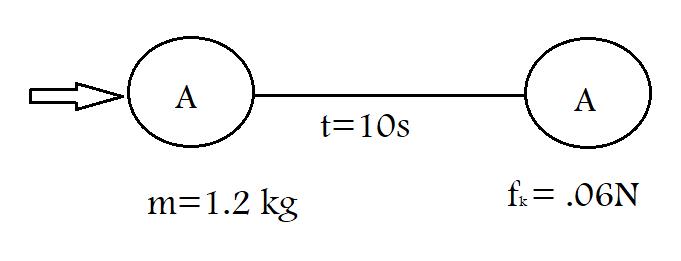 A
A
t=10s
m=1.2 kg
fₖ= .06N